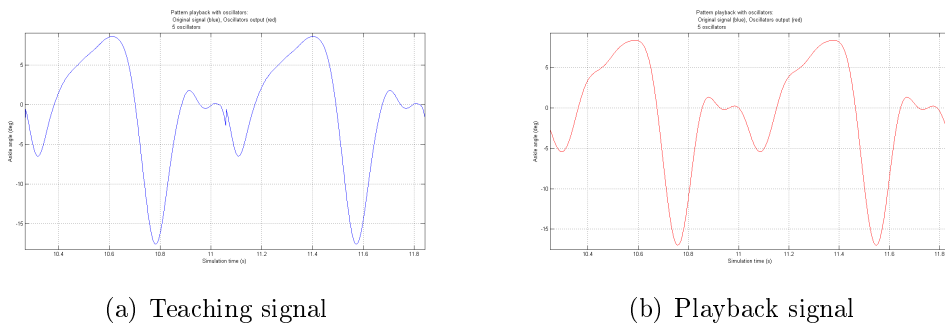 Pattern playback with oscillators:
Original signal (blue), Oscillators output (red)
5 oscillators
5
0
-5
-10
-15
Ankle angle (deg)
10.4 10.6 10.8 11 11.2 11.4 11.6 11.8
Simulation time (s)
(a) Teaching signal
Pattern playback with oscillators:
Original signal (blue), Oscillators output (red)
5 oscillators
5
0
-5
-10
-15
Ankle angle (deg)
10.4 10.6 10.8 11 11.2 11.4 11.6 11.8
Simulation time (s)
(b) Playback signal